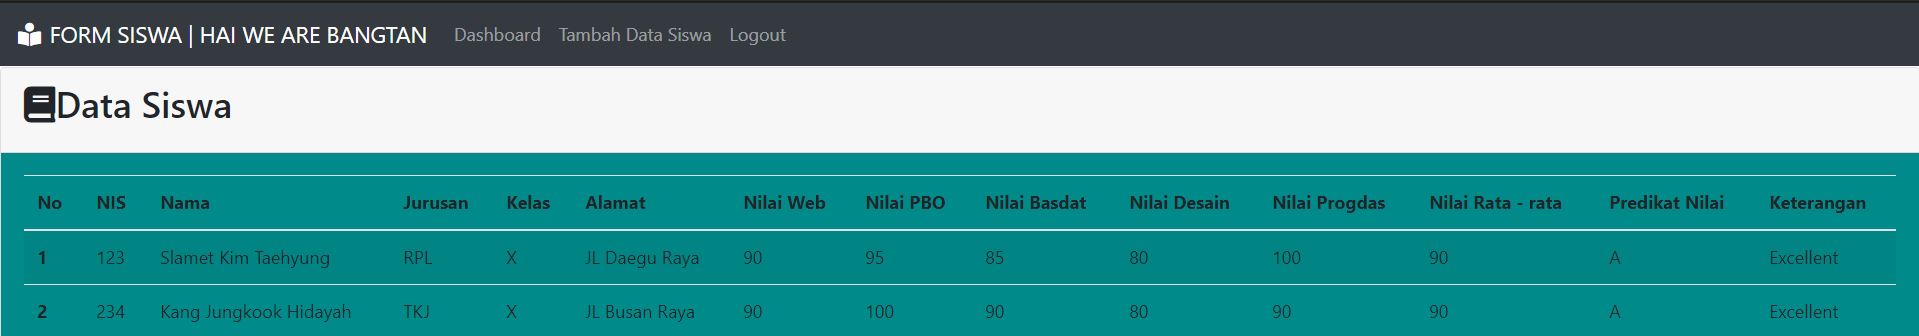 FORM SISWA | HAI WE ARE BANGTAN Dashboard Tambah Data Siswa Logout
Data Siswa
No NIS Nama Jurusan Kelas Alamat Nilai Web Nilai PBO Nilai Basdat Nilai Desain Nilai Progdas Nilai Rata - rata Predikat Nilai Keterangan
1 123 Slamet Kim Taehyung RPL X JL Daegu Raya 90 95 85 80 100 90 A Excellent
2 234 Kang Jungkook Hidayah TKJ X JL Busan Raya 90 100 90 80 90 90 A Excellent